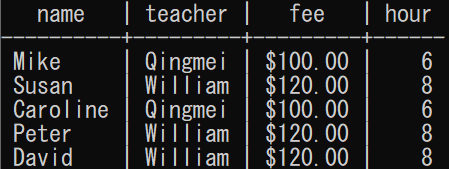 name | teacher | fee | hour
----------+---------+---------+------
Mike | Qingmei | $100.00 | 6
Susan | William | $120.00 | 8
Caroline | Qingmei | $100.00 | 6
Peter | William | $120.00 | 8
David | William | $120.00 | 8